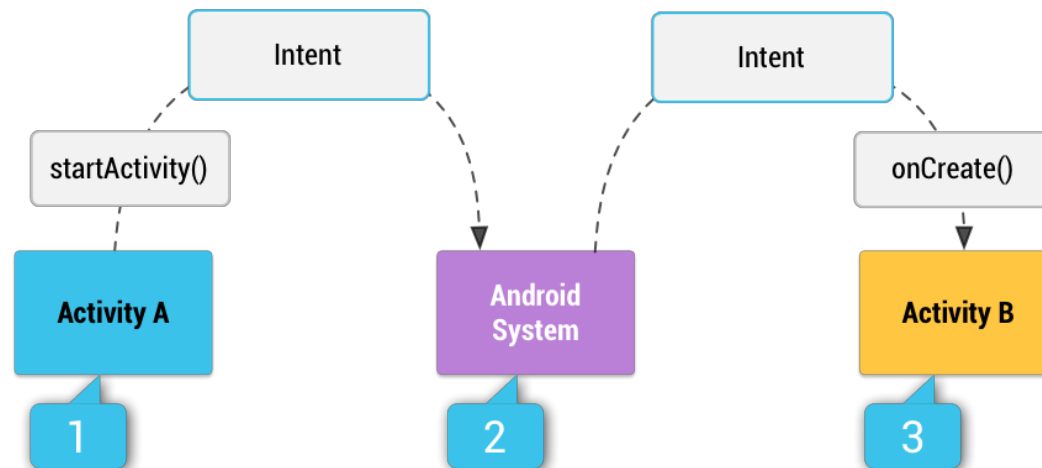 Intent
Intent
startActivity()
onCreate()
Activity A
Android
System
Activity B
1
2
3